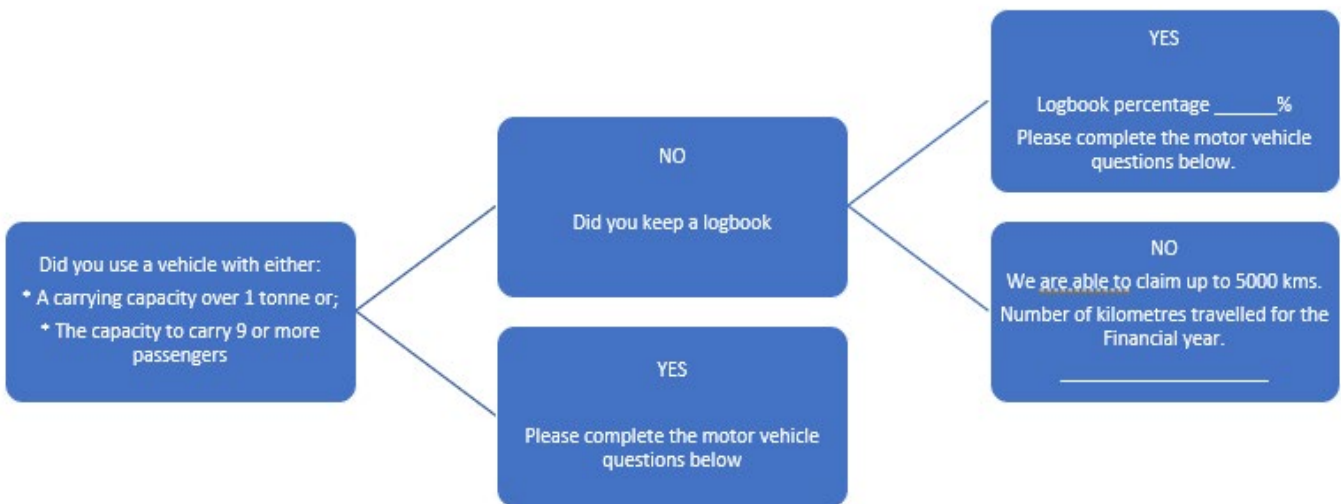 Did you use a vehicle with either:
* A carrying capacity over 1 tonne or;
* The capacity to carry 9 or more
passengers
NO
Did you keep a logbook
YES
Please complete the motor vehicle
questions below
YES
Logbook percentage ______%
Please complete the motor vehicle
questions below.
NO
We are able to claim up to 5000 kms.
Number of kilometres travelled for the
Financial year.
____________________